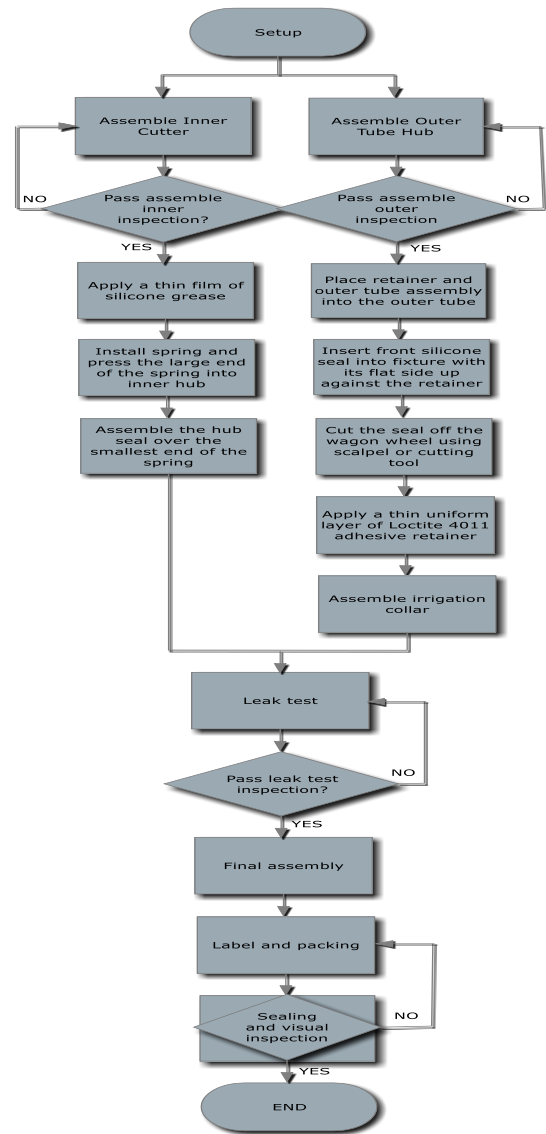 Setup
Assemble Inner
Cutter
Assemble Outer
Tube Hub
Pass assemble
inner
inspection?
NO
YES
Pass assemble
outer
inspection
NO
YES
Apply a thin film of
silicone grease
Place retainer and
outer tube assembly
into the outer tube
Install spring and
press the large end
of the spring into
inner hub
Insert front silicone
seal into fixture with
its flat side up
against the retainer
Assemble the hub
seal over the
smallest end of the
spring
Cut the seal off the
wagon wheel using
scalpel or cutting
tool
Apply a thin uniform
layer of Loctite 4011
adhesive retainer
Assemble irrigation
collar
Leak test
Pass leak test
inspection?
NO
YES
Final assembly
Label and packing
Sealing
and visual
inspection
NO
YES
END